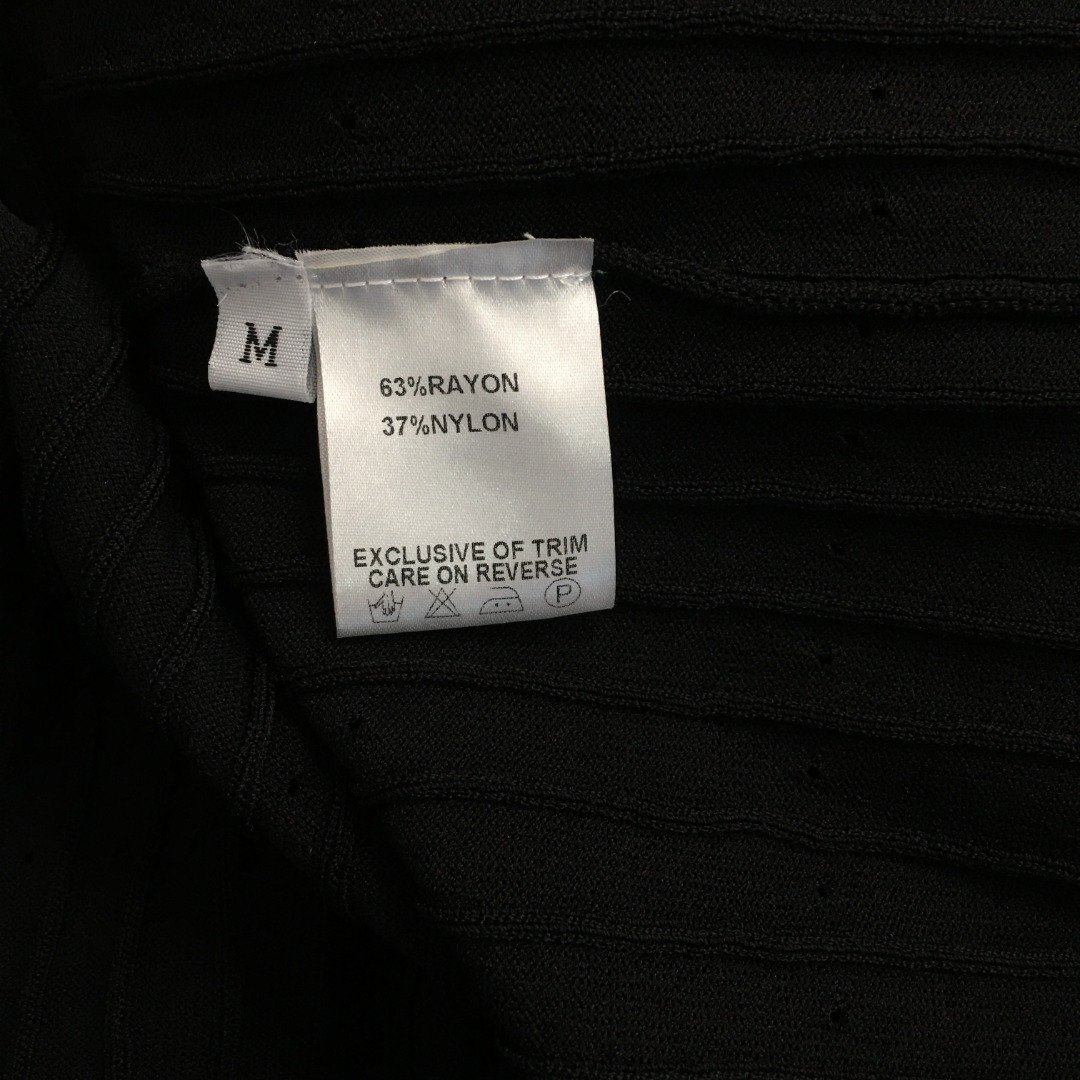 M
63%RAYON
37%NYLON
EXCLUSIVE OF TRIM
CARE ON REVERSE
P